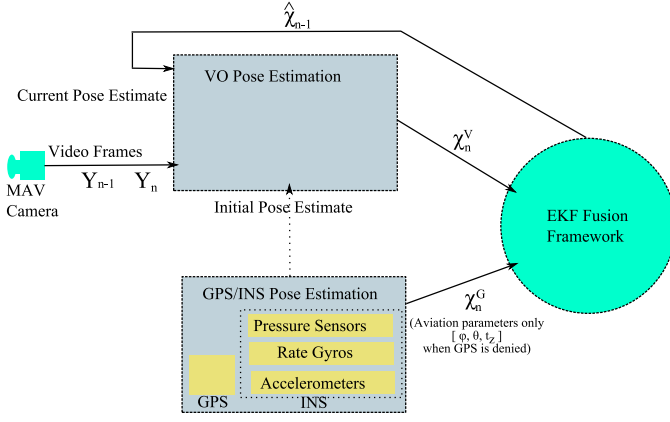 χ̂n-1
VO Pose Estimation
Current Pose Estimate
Video Frames
Yn-1 Yn
MAV
Camera
χnV
Initial Pose Estimate
EKF Fusion
Framework
GPS/INS Pose Estimation
χnG
(Aviation parameters only
[ φ, θ, tZ ]
when GPS is denied)
Pressure Sensors
Rate Gyros
Accelerometers
GPS
INS